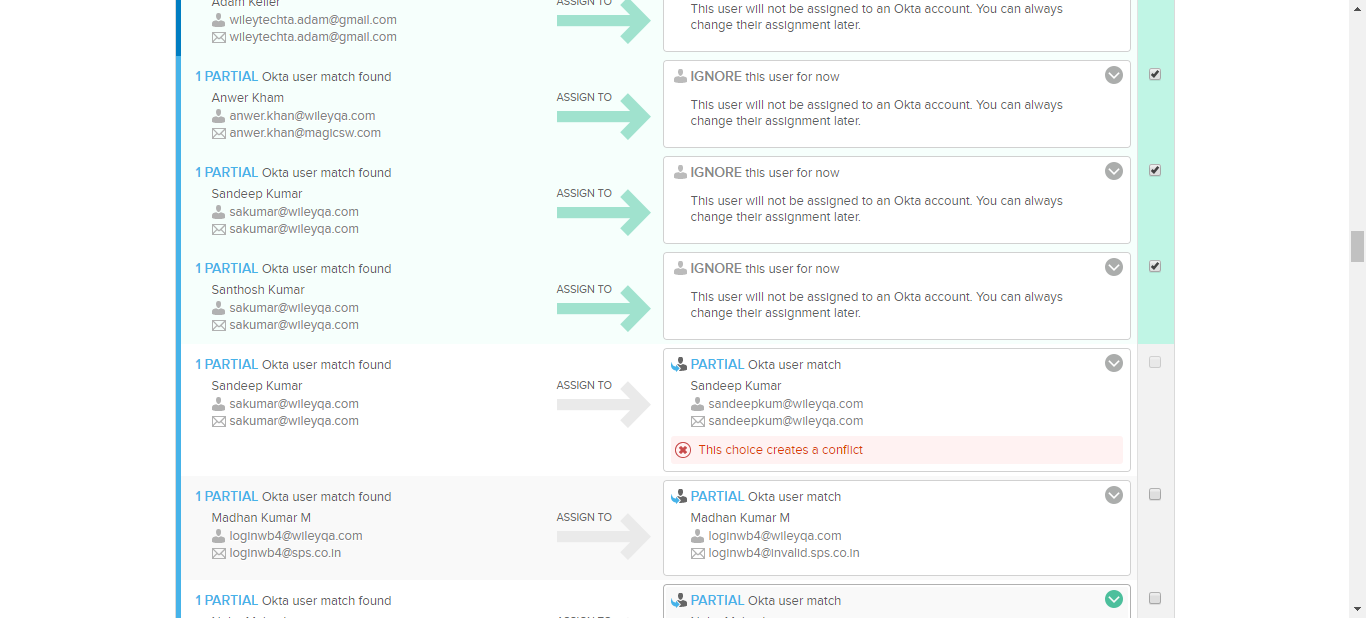 Adam Keller
wileytechta.adam@gmail.com
wileytechta.adam@gmail.com
ASSIGN TO
This user will not be assigned to an Okta account. You can always
change their assignment later.
1 PARTIAL Okta user match found
Anwer Kham
anwer.khan@wileyqa.com
anwer.khan@magicsw.com
ASSIGN TO
IGNORE this user for now
This user will not be assigned to an Okta account. You can always
change their assignment later.
1 PARTIAL Okta user match found
Sandeep Kumar
sakumar@wileyqa.com
sakumar@wileyqa.com
ASSIGN TO
IGNORE this user for now
This user will not be assigned to an Okta account. You can always
change their assignment later.
1 PARTIAL Okta user match found
Santhosh Kumar
sakumar@wileyqa.com
sakumar@wileyqa.com
ASSIGN TO
IGNORE this user for now
This user will not be assigned to an Okta account. You can always
change their assignment later.
1 PARTIAL Okta user match found
Sandeep Kumar
sakumar@wileyqa.com
sakumar@wileyqa.com
ASSIGN TO
PARTIAL Okta user match
Sandeep Kumar
sandeepkum@wileyqa.com
sandeepkum@wileyqa.com
This choice creates a conflict
1 PARTIAL Okta user match found
Madhan Kumar M
loginwb4@wileyqa.com
loginwb4@sps.co.in
ASSIGN TO
PARTIAL Okta user match
Madhan Kumar M
loginwb4@wileyqa.com
loginwb4@invalid.sps.co.in
1 PARTIAL Okta user match found
ASSIGN TO
PARTIAL Okta user match